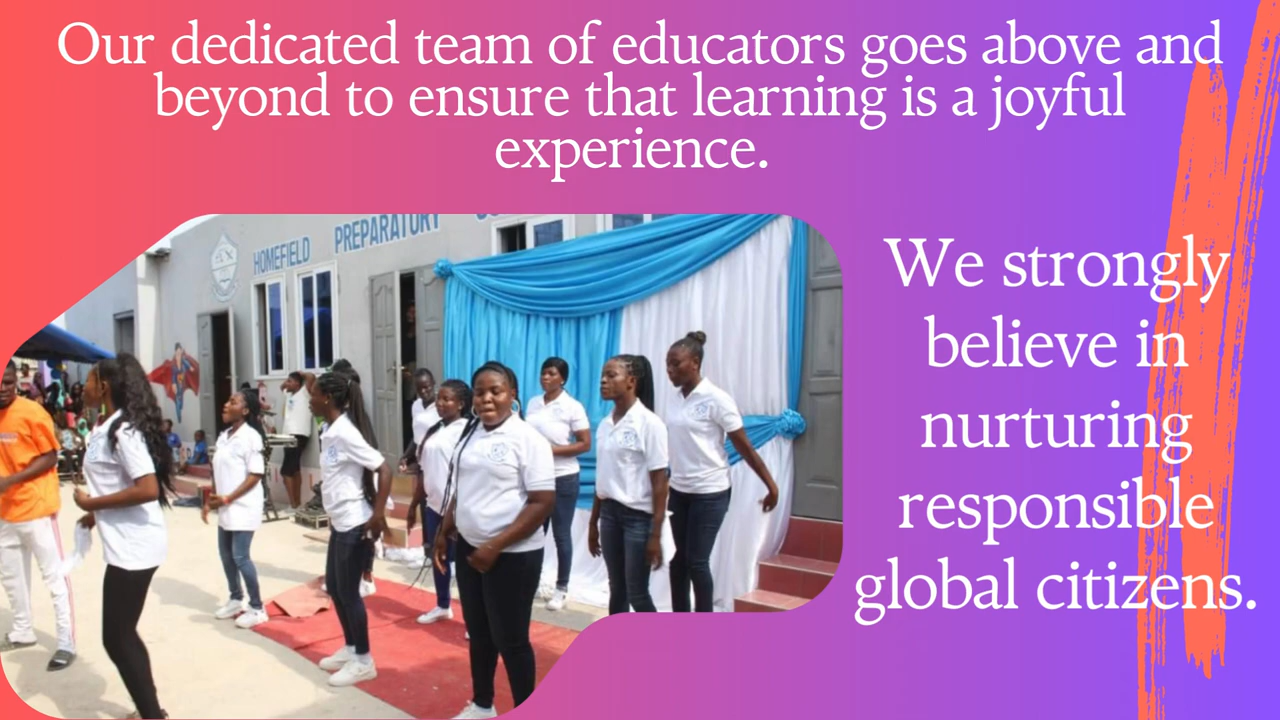 Our dedicated team of educators goes above and
beyond to ensure that learning is a joyful
experience.
HOMEFIELD PREPARATORY
We strongly
believe in
nurturing
responsible
global citizens.